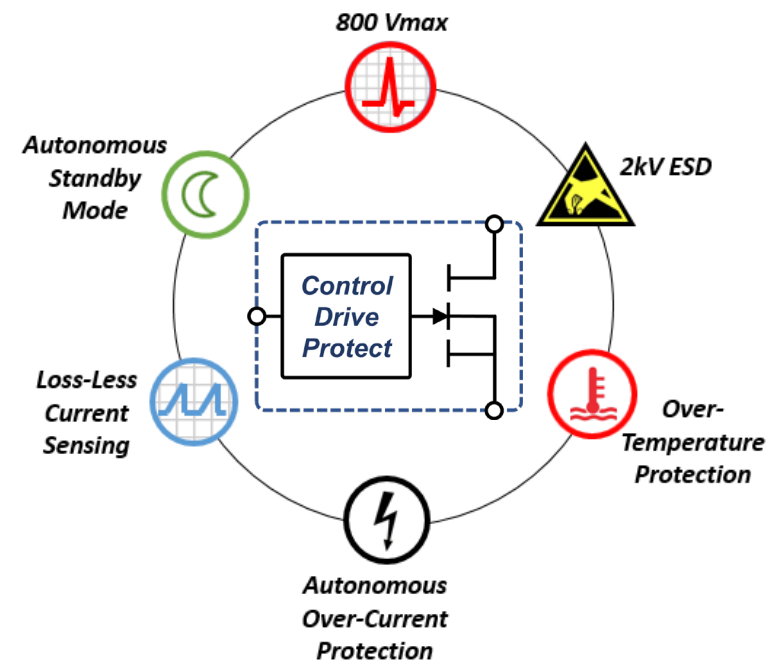 800 Vmax
2kV ESD
Autonomous
Standby
Mode
Control
Drive
Protect
Loss-Less
Current
Sensing
Over-
Temperature
Protection
Autonomous
Over-Current
Protection